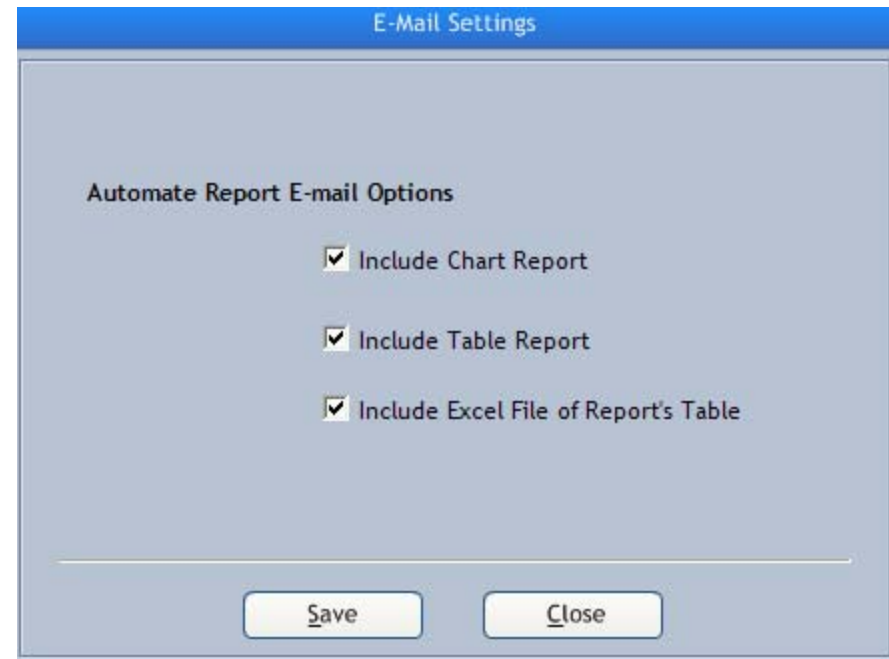 E-Mail Settings
Automate Report E-mail Options
Include Chart Report
Include Table Report
Include Excel File of Report's Table
Save
Close